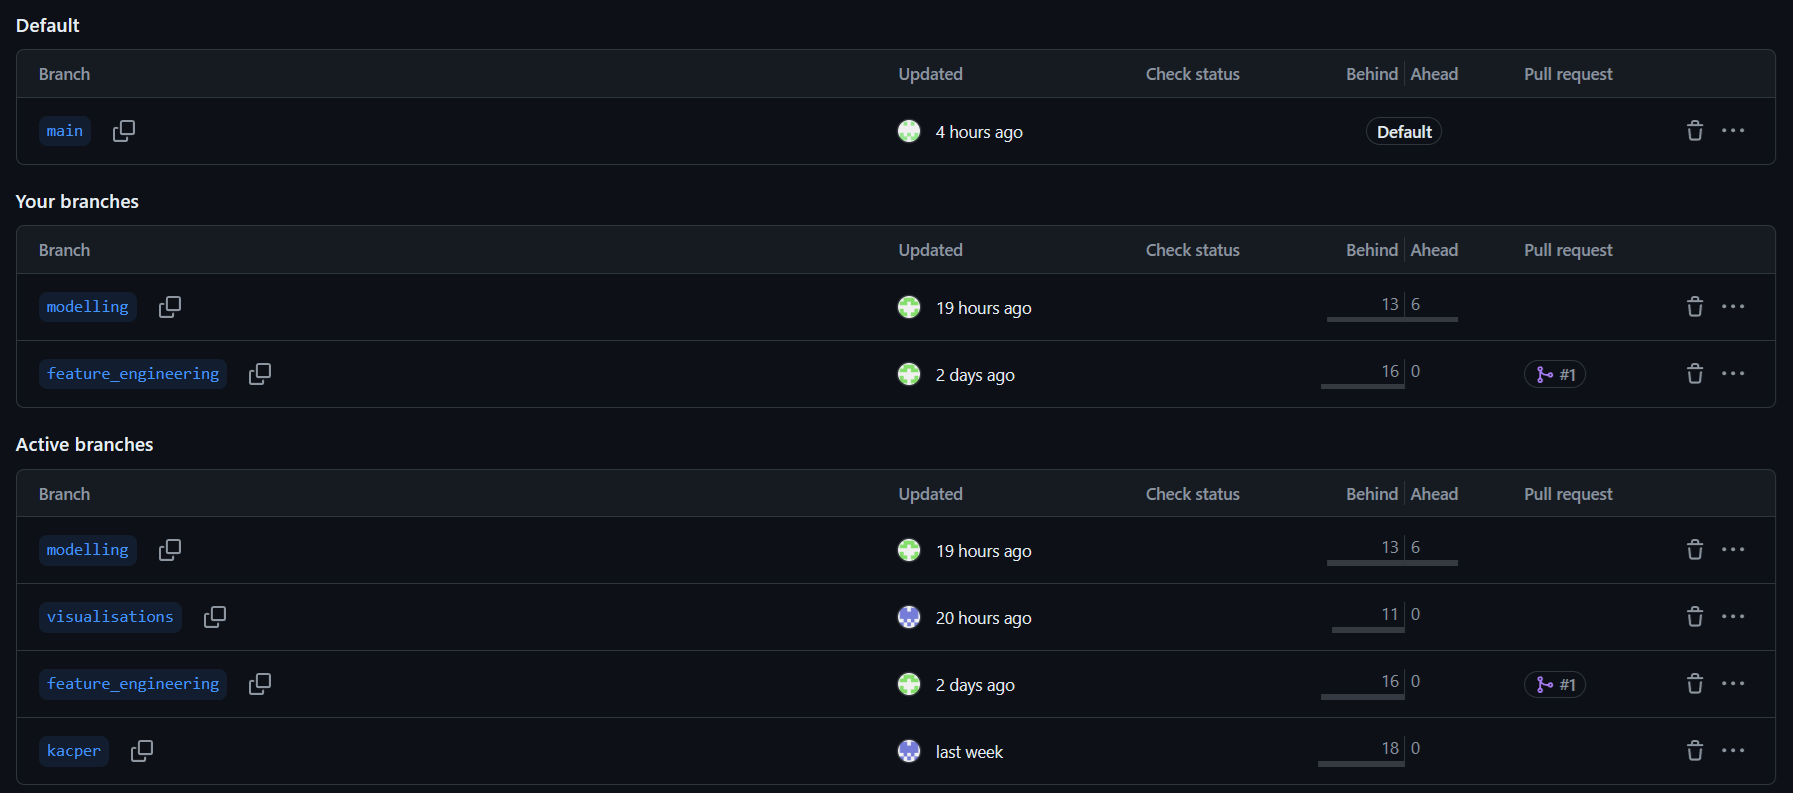 Default
Branch Updated Check status Behind Ahead Pull request
main 4 hours ago Default
Your branches
Branch Updated Check status Behind Ahead Pull request
modelling 19 hours ago 13 6
feature_engineering 2 days ago 16 0 #1
Active branches
Branch Updated Check status Behind Ahead Pull request
modelling 19 hours ago 13 6
visualisations 20 hours ago 11 0
feature_engineering 2 days ago 16 0 #1
kacper last week 18 0